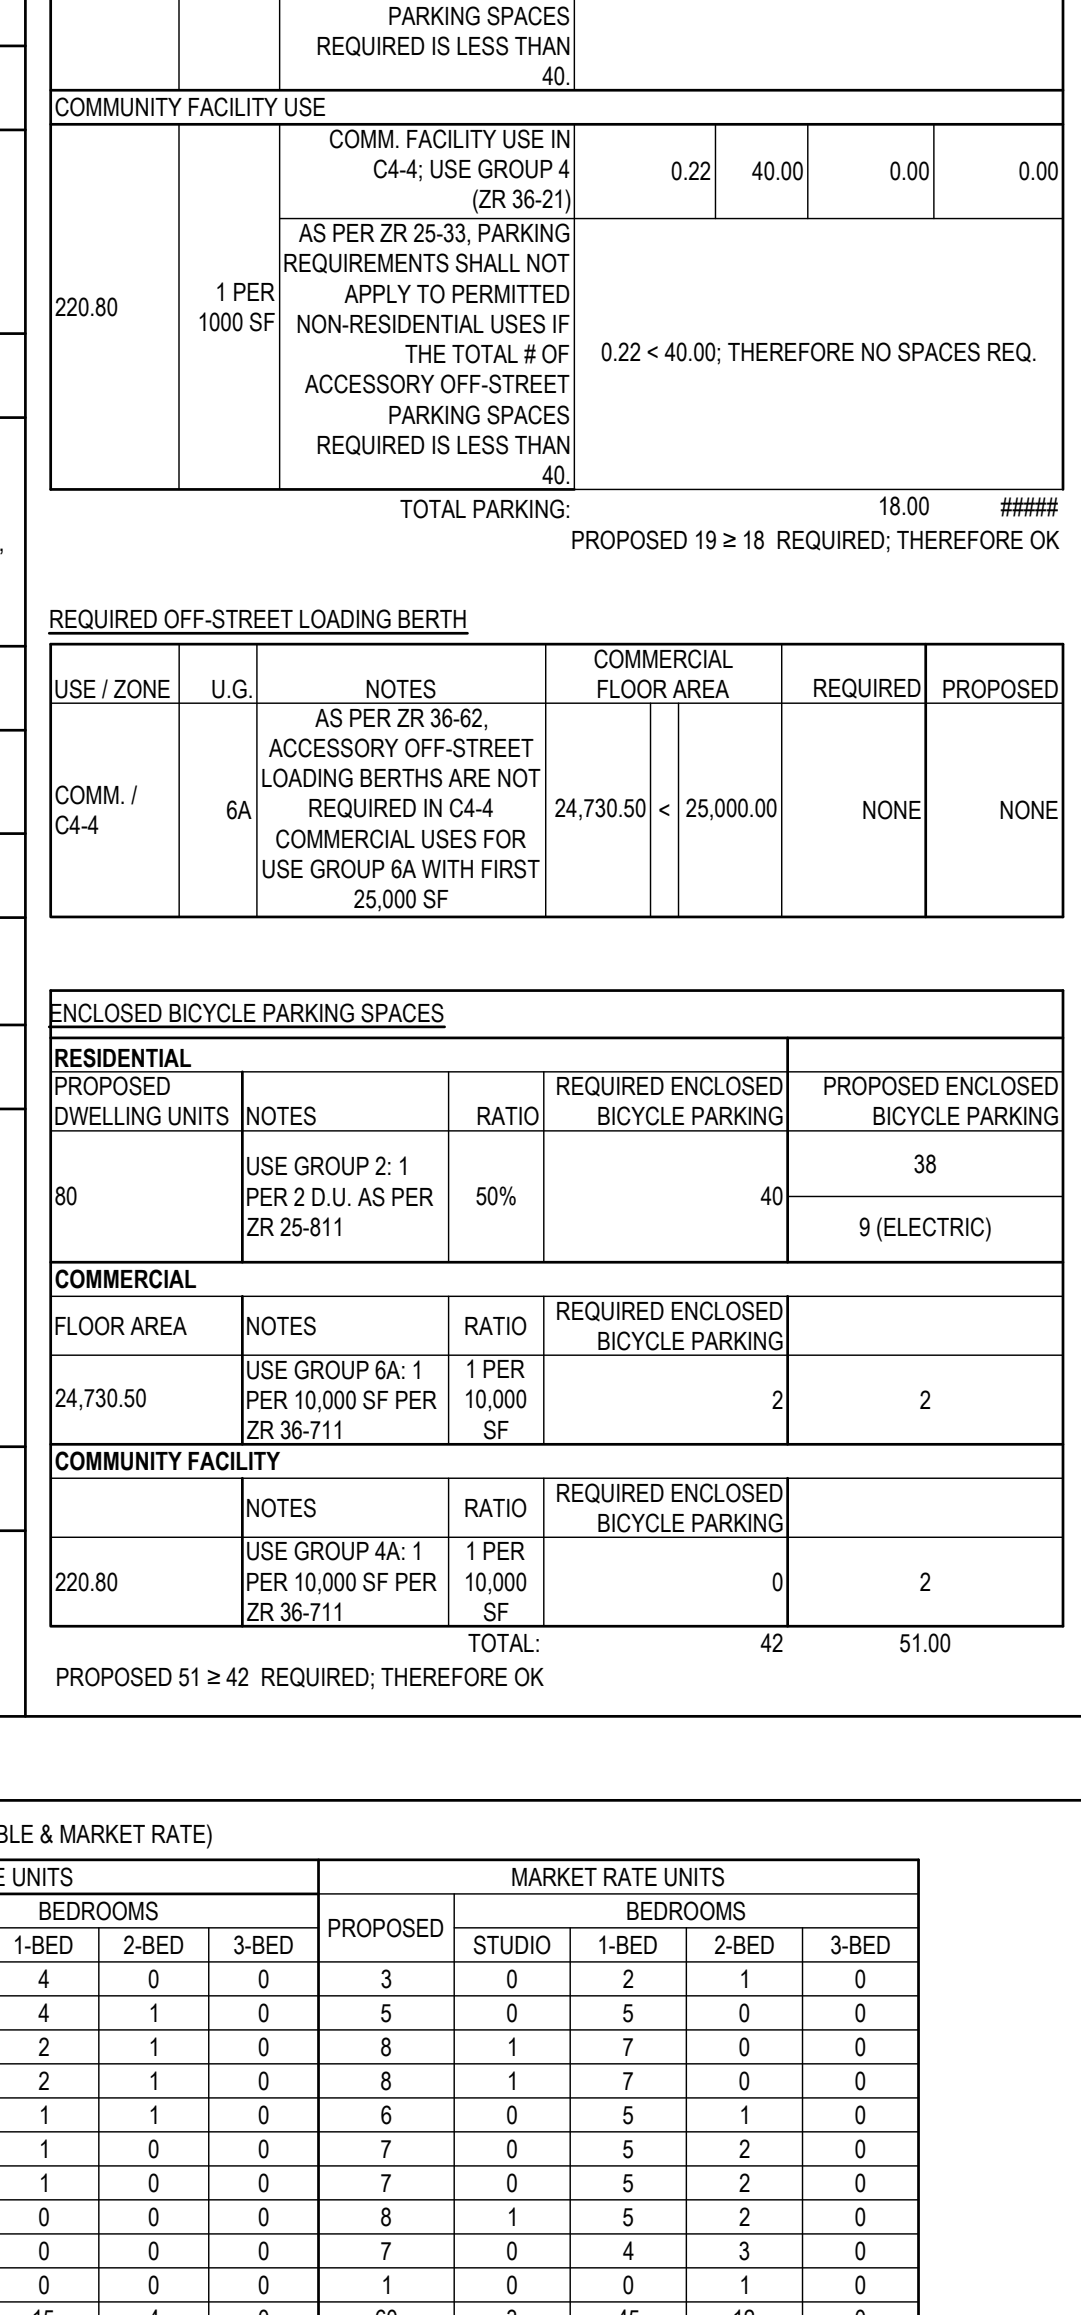 PARKING SPACES
REQUIRED IS LESS THAN
40.
COMMUNITY FACILITY USE
220.80
1 PER
1000 SF
COMM. FACILITY USE IN
C4-4; USE GROUP 4
(ZR 36-21)
0.22 40.00 0.00 0.00
AS PER ZR 25-33, PARKING
REQUIREMENTS SHALL NOT
APPLY TO PERMITTED
NON-RESIDENTIAL USES IF
THE TOTAL # OF
ACCESSORY OFF-STREET
PARKING SPACES
REQUIRED IS LESS THAN
40.
0.22 < 40.00; THEREFORE NO SPACES REQ.
TOTAL PARKING: 18.00 #####
PROPOSED 19 ≥ 18 REQUIRED; THEREFORE OK
REQUIRED OFF-STREET LOADING BERTH
USE / ZONE U.G. NOTES
COMMERCIAL
FLOOR AREA
REQUIRED PROPOSED
COMM. /
C4-4
6A
AS PER ZR 36-62,
ACCESSORY OFF-STREET
LOADING BERTHS ARE NOT
REQUIRED IN C4-4
COMMERCIAL USES FOR
USE GROUP 6A WITH FIRST
25,000 SF
24,730.50 < 25,000.00 NONE NONE
ENCLOSED BICYCLE PARKING SPACES
RESIDENTIAL
PROPOSED
DWELLING UNITS
NOTES RATIO
REQUIRED ENCLOSED
BICYCLE PARKING
PROPOSED ENCLOSED
BICYCLE PARKING
80
USE GROUP 2: 1
PER 2 D.U. AS PER
ZR 25-811
50% 40
38
9 (ELECTRIC)
COMMERCIAL
FLOOR AREA NOTES RATIO
REQUIRED ENCLOSED
BICYCLE PARKING
24,730.50
USE GROUP 6A: 1
PER 10,000 SF PER
ZR 36-711
1 PER
10,000
SF
2 2
COMMUNITY FACILITY
NOTES RATIO
REQUIRED ENCLOSED
BICYCLE PARKING
220.80
USE GROUP 4A: 1
PER 10,000 SF PER
ZR 36-711
1 PER
10,000
SF
0 2
TOTAL: 42 51.00
PROPOSED 51 ≥ 42 REQUIRED; THEREFORE OK
BLE & MARKET RATE)
E UNITS MARKET RATE UNITS
BEDROOMS PROPOSED BEDROOMS
1-BED 2-BED 3-BED STUDIO 1-BED 2-BED 3-BED
4 0 0 3 0 2 1 0
4 1 0 5 0 5 0 0
2 1 0 8 1 7 0 0
2 1 0 8 1 7 0 0
1 1 0 6 0 5 1 0
1 0 0 7 0 5 2 0
1 0 0 7 0 5 2 0
0 0 0 8 1 5 2 0
0 0 0 7 0 4 3 0
0 0 0 1 0 0 1 0